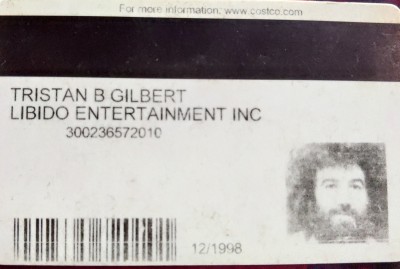 For more information: www.costco.com
TRISTAN B GILBERT
LIBIDO ENTERTAINMENT INC
300236572010
12/1998